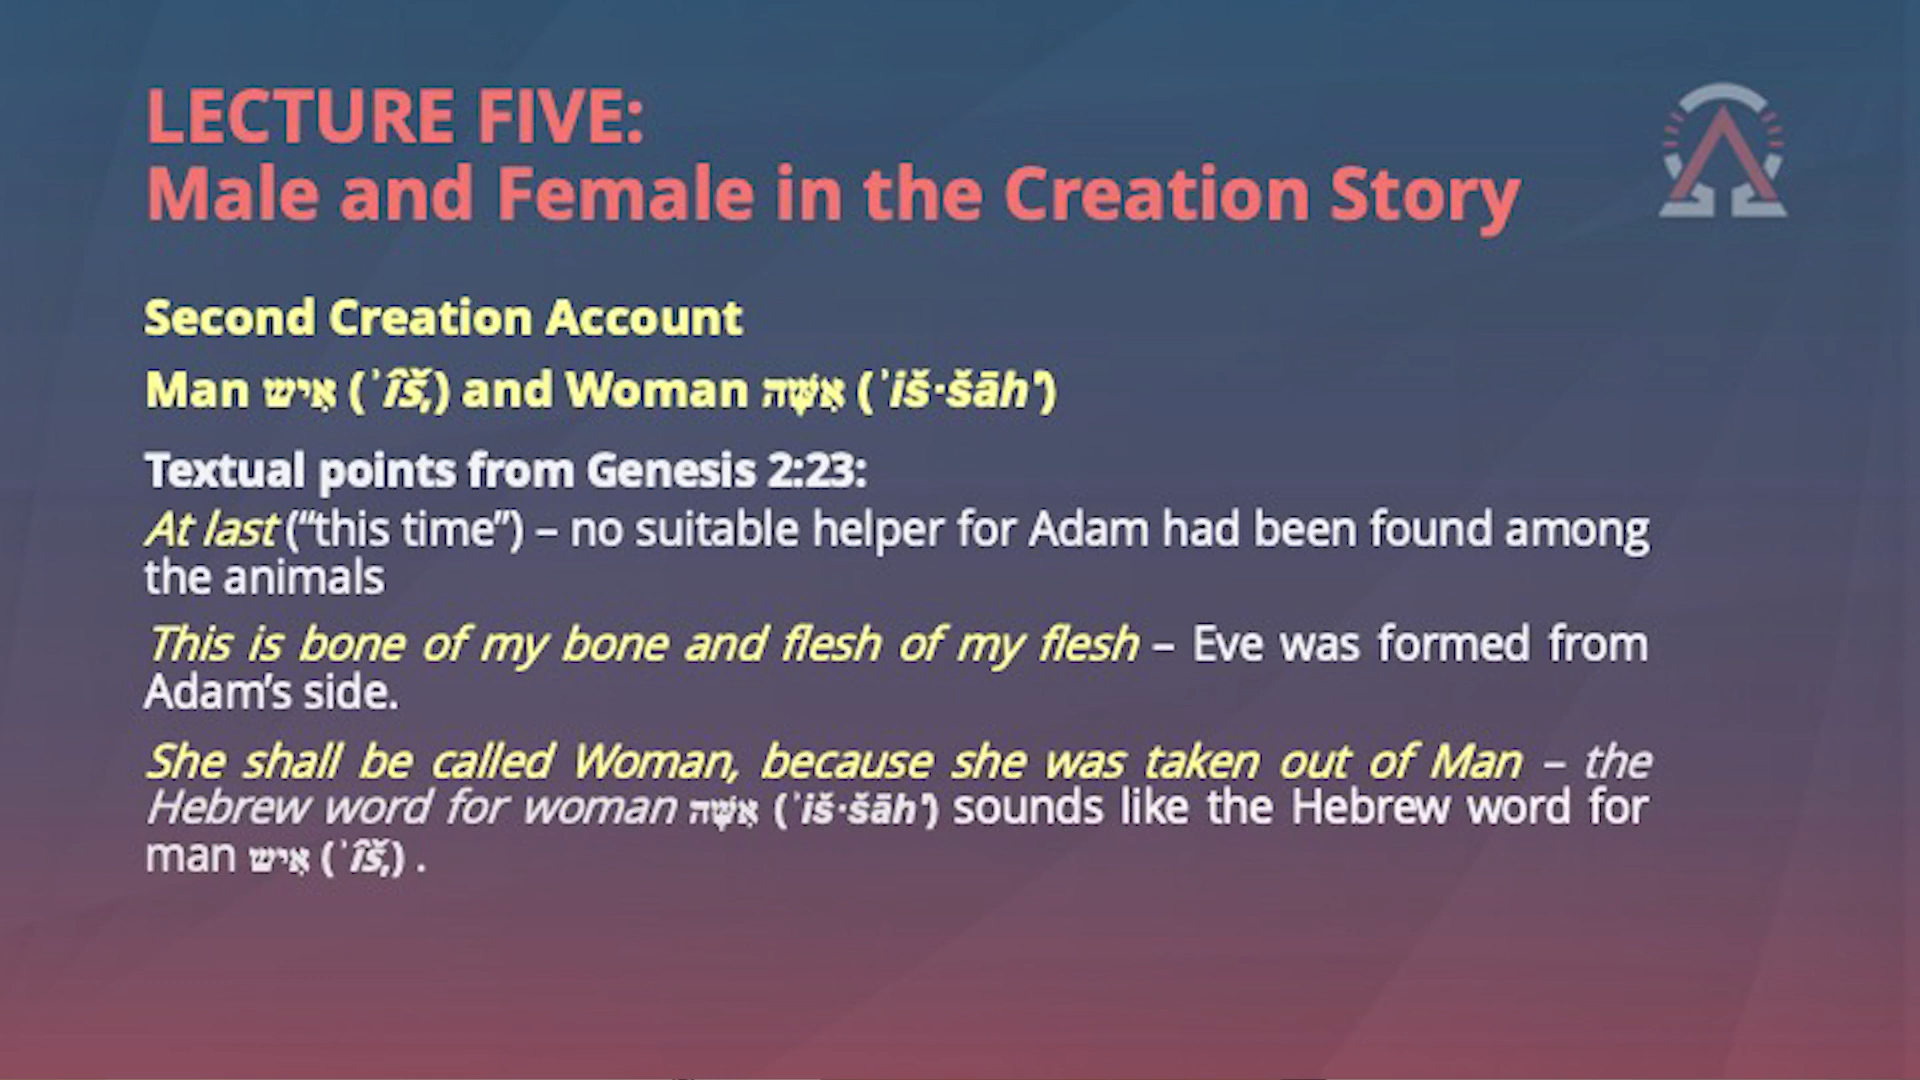 LECTURE FIVE:
Male and Female in the Creation Story
Second Creation Account
Man אִישׁ (ʾîš,) and Woman אִשָּׁה (ʾiš·šāh')
Textual points from Genesis 2:23:
At last (“this time”) – no suitable helper for Adam had been found among
the animals
This is bone of my bone and flesh of my flesh – Eve was formed from
Adam’s side.
She shall be called Woman, because she was taken out of Man – the
Hebrew word for woman אִשָּׁה (ʾiš·šāh') sounds like the Hebrew word for
man אִישׁ (ʾîš,) .